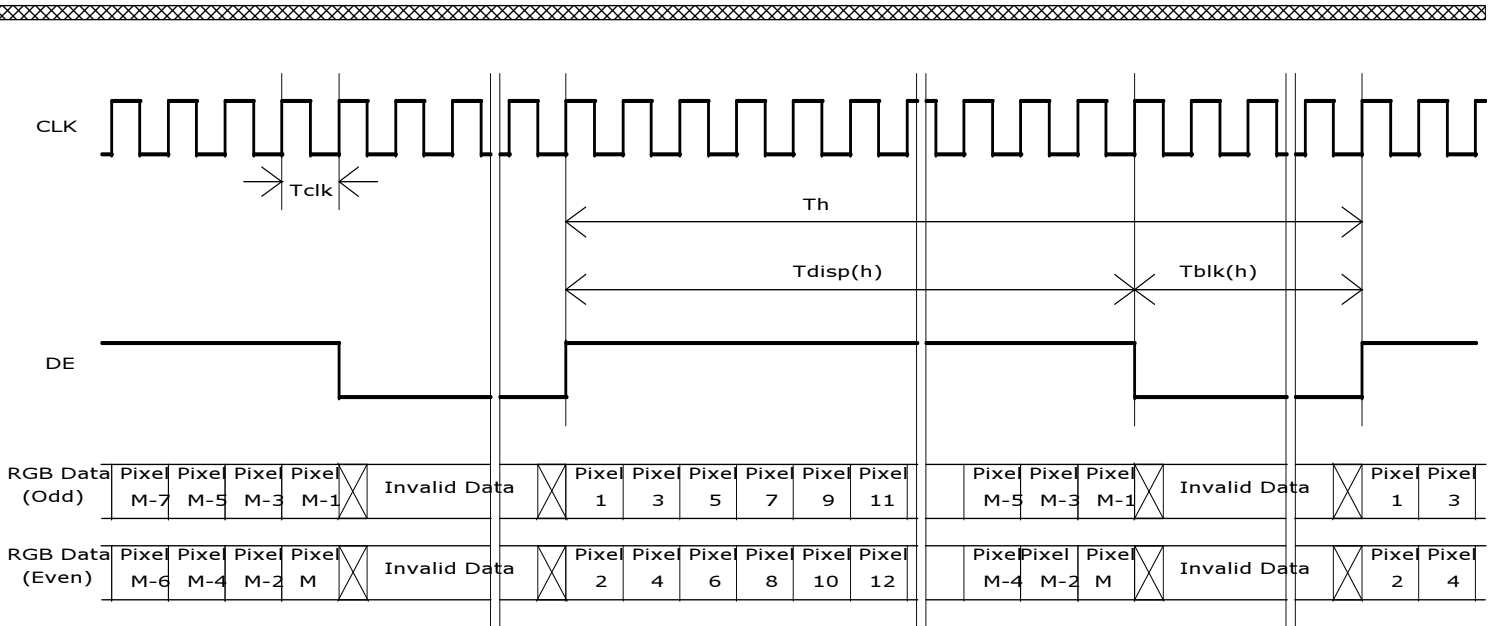 CLK
Tclk
Th
Tdisp(h) Tblk(h)
DE
RGB Data Pixel Pixel Pixel Pixel Invalid Data Pixel Pixel Pixel Pixel Pixel Pixel Pixel Pixel Pixel Invalid Data Pixel Pixel
(Odd) M-7 M-5 M-3 M-1 1 3 5 7 9 11 M-5 M-3 M-1 1 3
RGB Data Pixel Pixel Pixel Pixel Invalid Data Pixel Pixel Pixel Pixel Pixel Pixel Pixel Pixel Pixel Invalid Data Pixel Pixel
(Even) M-6 M-4 M-2 M 2 4 6 8 10 12 M-4 M-2 M 2 4